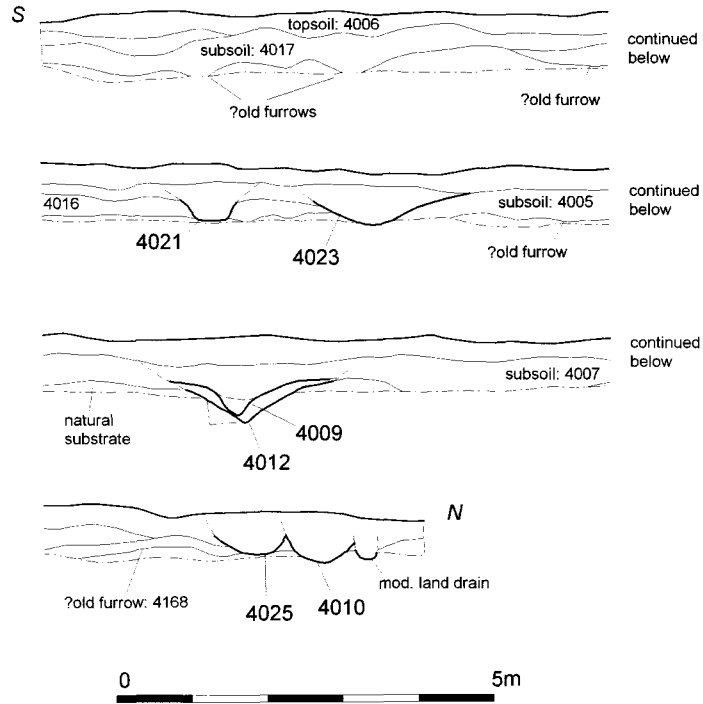 S
topsoil: 4006
subsoil: 4017
continued
below
?old furrows
?old furrow
4016
subsoil: 4005
continued
below
4021
4023
?old furrow
continued
below
subsoil: 4007
natural
substrate
4009
4012
N
mod. land drain
?old furrow: 4168
4025
4010
0
5m